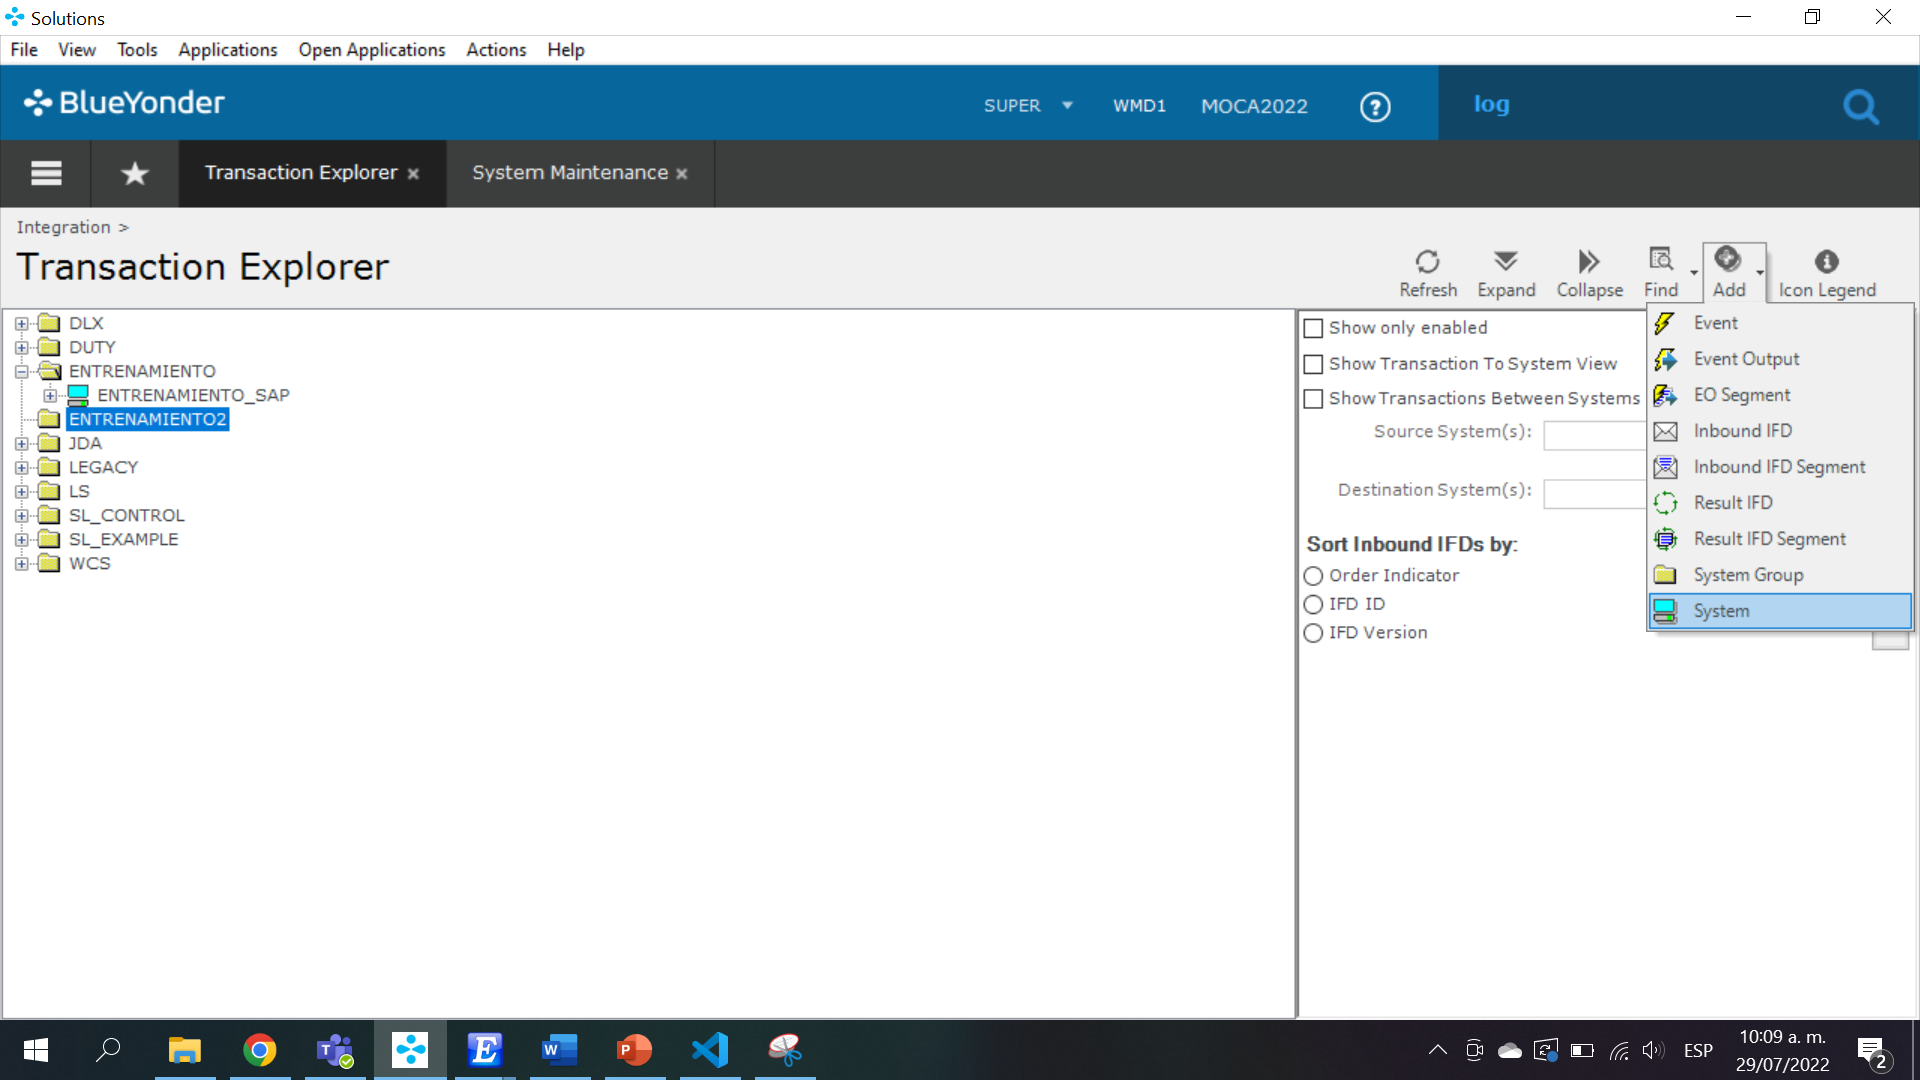 Solutions
File View Tools Applications Open Applications Actions Help
BlueYonder SUPER WMD1 MOCA2022 ? log
Transaction Explorer × System Maintenance ×
Integration >
Transaction Explorer
Refresh Expand Collapse Find Add Icon Legend
DLX
DUTY
ENTRENAMIENTO
ENTRENAMIENTO_SAP
ENTRENAMIENTO2
JDA
LEGACY
LS
SL_CONTROL
SL_EXAMPLE
WCS
Show only enabled
Show Transaction To System View
Show Transactions Between Systems
Source System(s):
Destination System(s):
Sort Inbound IFDs by:
Order Indicator
IFD ID
IFD Version
Event
Event Output
EO Segment
Inbound IFD
Inbound IFD Segment
Result IFD
Result IFD Segment
System Group
System
ESP
10:09 a. m.
29/07/2022
2